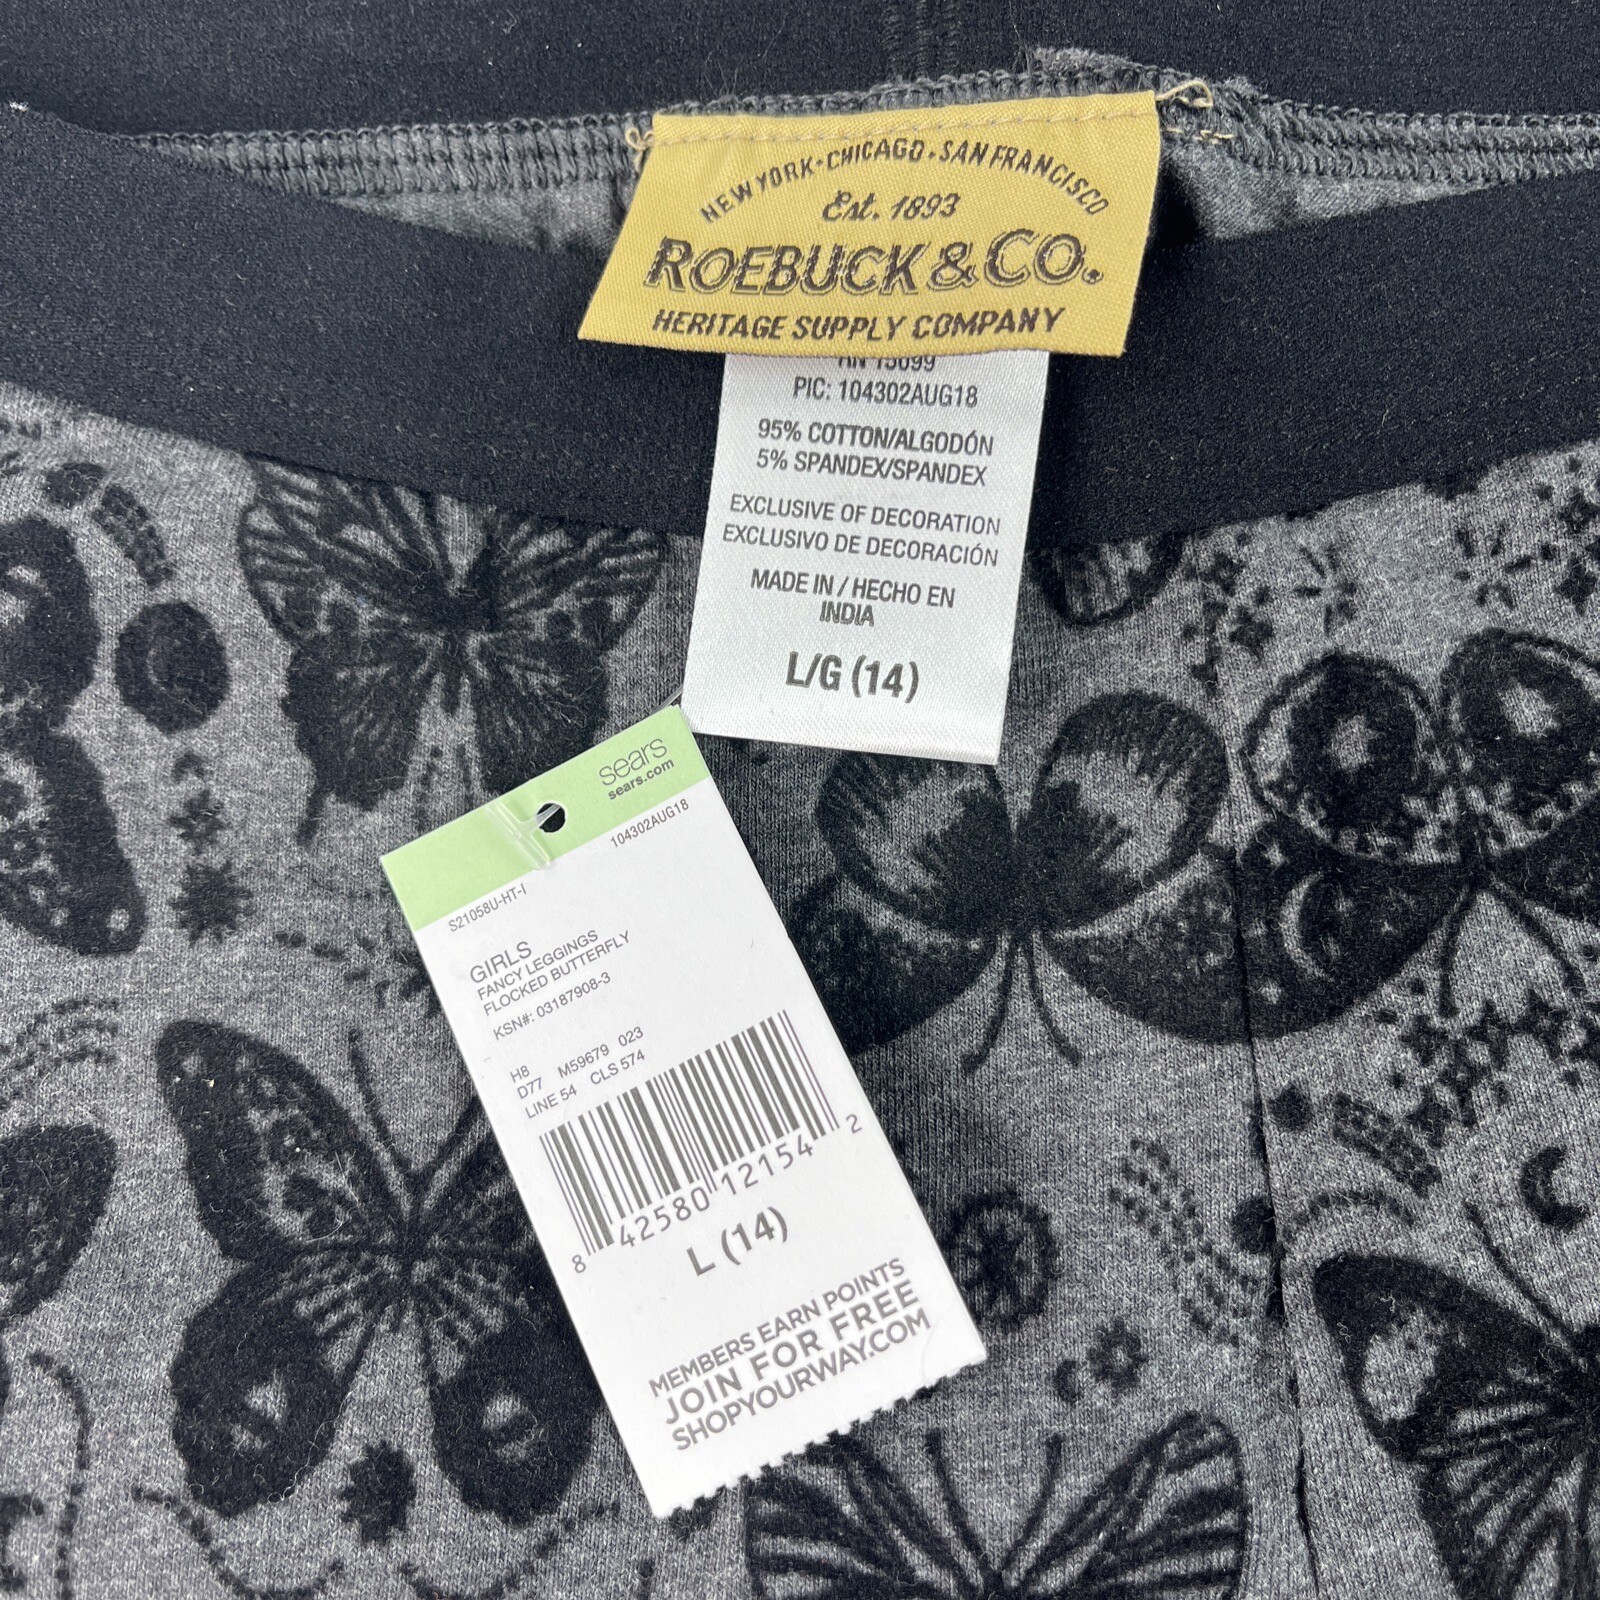 NEW YORK • CHICAGO • SAN FRANCISCO
Est. 1893
ROEBUCK & CO.
HERITAGE SUPPLY COMPANY
RN 15099
PIC: 104302AUG18
95% COTTON/ALGODÓN
5% SPANDEX/SPANDEX
EXCLUSIVE OF DECORATION
EXCLUSIVO DE DECORACIÓN
MADE IN / HECHO EN
INDIA
L/G (14)
sears
sears.com
104302AUG18
S21058U-HT-I
GIRLS
FANCY LEGGINGS
FLOCKED BUTTERFLY
KSN#: 03187908-3
H8
D77 M59679 023
LINE 54 CLS 574
8 42580 12154 2
L (14)
MEMBERS EARN POINTS
JOIN FOR FREE
SHOPYOURWAY.COM